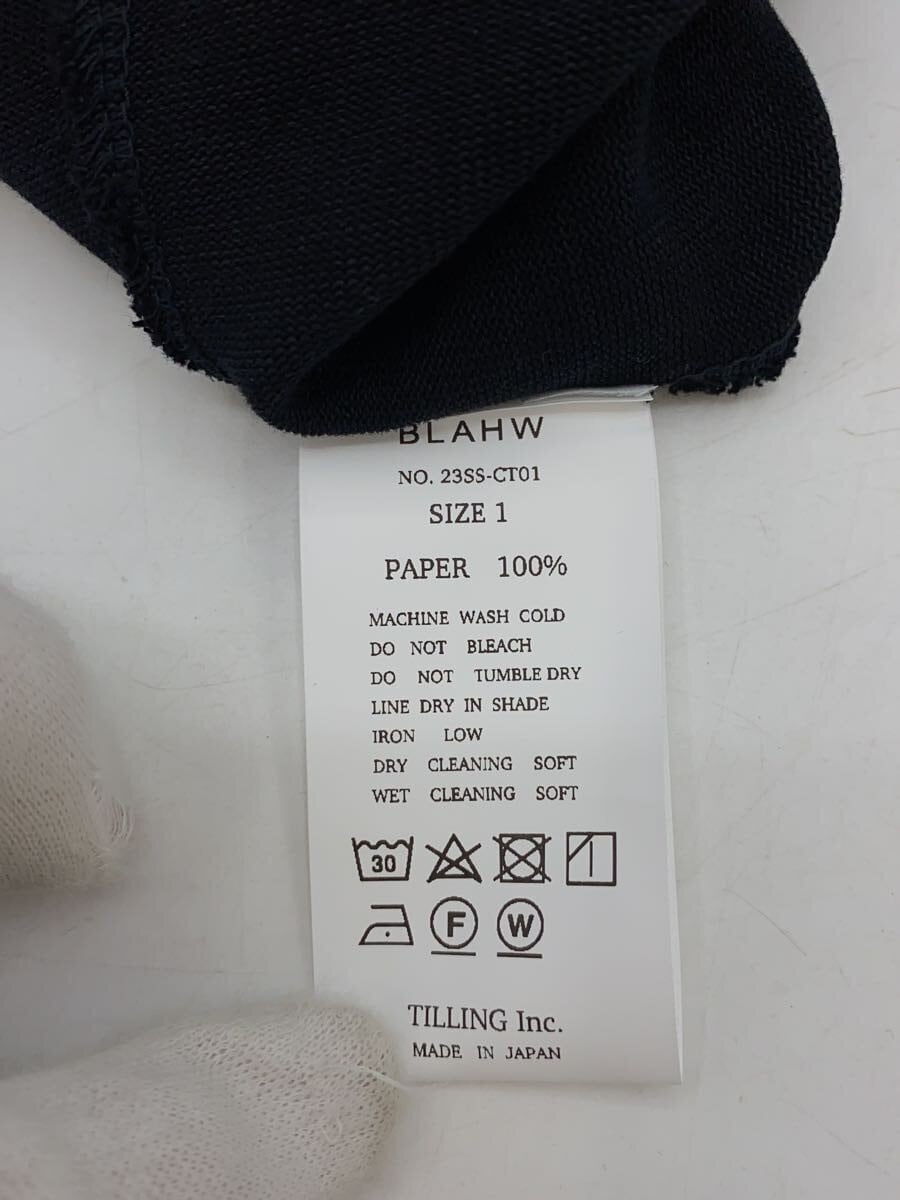 BLAHW
NO. 23SS-CT01
SIZE 1
PAPER 100%
MACHINE WASH COLD
DO NOT BLEACH
DO NOT TUMBLE DRY
LINE DRY IN SHADE
IRON LOW
DRY CLEANING SOFT
WET CLEANING SOFT
30
F W
TILLING Inc.
MADE IN JAPAN